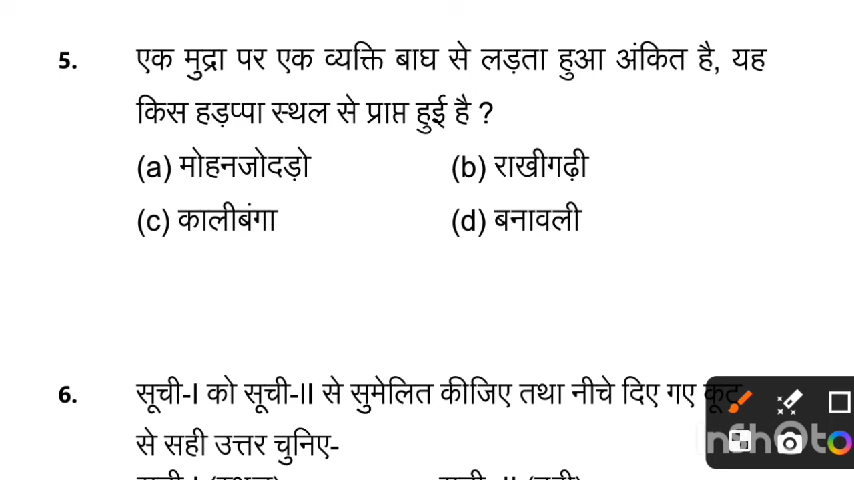 5. एक मुद्रा पर एक व्यक्ति बाघ से लड़ता हुआ अंकित है, यह
किस हड़प्पा स्थल से प्राप्त हुई है ?
(a) मोहनजोदड़ो (b) राखीगढ़ी
(c) कालीबंगा (d) बनावली
6. सूची-I को सूची-II से सुमेलित कीजिए तथा नीचे दिए गए कूट
से सही उत्तर चुनिए-